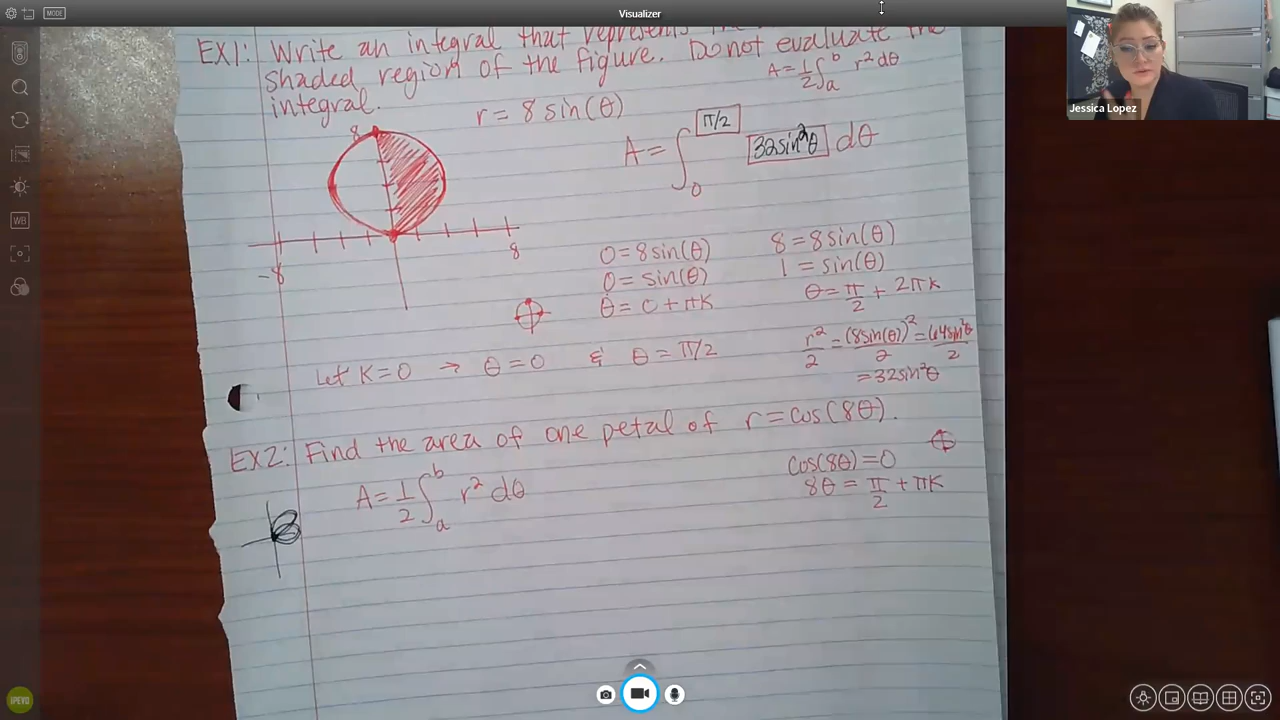 MODE
Visualizer
EX1: Write an integral that represents the
shaded region of the figure. Do not evaluate the
integral.
A = 1/2 ∫_a^b r² dθ
r = 8 sin(θ)
8
-8
8
A = ∫_0^{π/2} 32sin²θ dθ
0 = 8 sin(θ)
0 = sin(θ)
θ = 0 + πK
8 = 8sin(θ)
1 = sin(θ)
θ = π/2 + 2πK
Let K = 0 → θ = 0 & θ = π/2
r²/2 = (8sin(θ))²/2 = 64sin²θ/2
= 32sin²θ
EX2: Find the area of one petal of r = cos(8θ).
A = 1/2 ∫_a^b r² dθ
cos(8θ) = 0
8θ = π/2 + πK
Jessica Lopez
WB
IPEVO